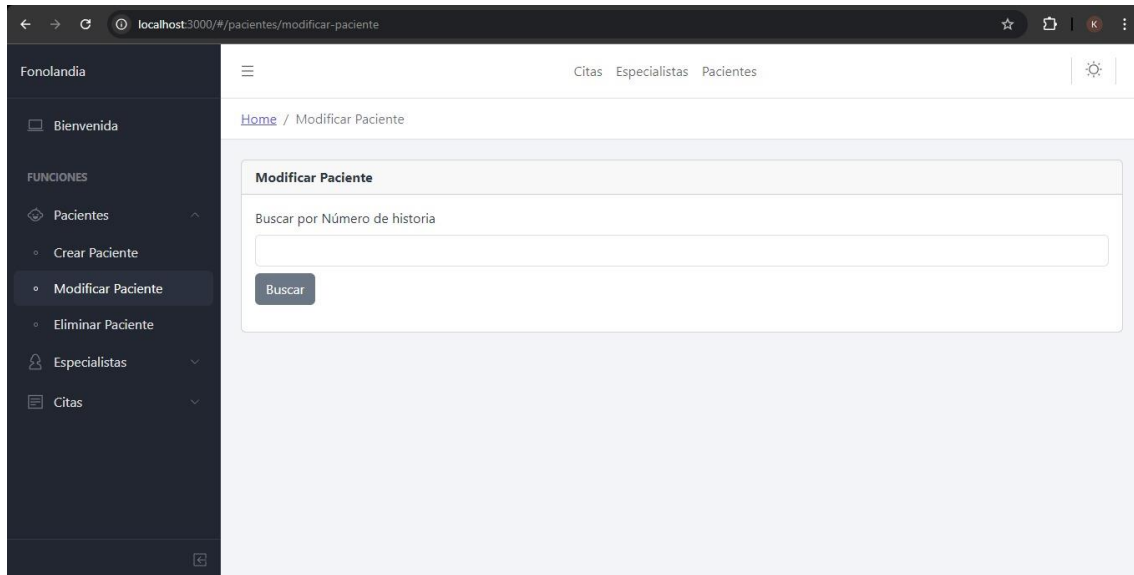 localhost:3000/#/pacientes/modificar-paciente
K
Fonolandia
Citas Especialistas Pacientes
Bienvenida
Home / Modificar Paciente
FUNCIONES
Modificar Paciente
Pacientes
Buscar por Número de historia
Crear Paciente
Modificar Paciente
Buscar
Eliminar Paciente
Especialistas
Citas